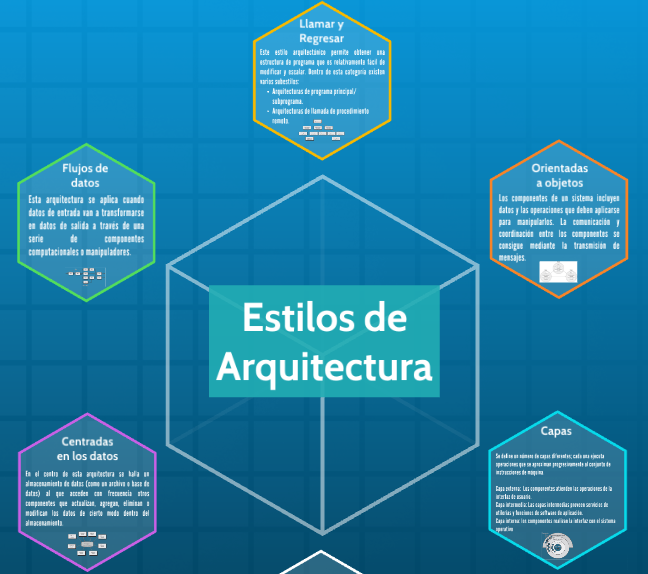 Llamar y
Regresar
Este estilo arquitectónico permite obtener una
estructura de programa que es relativamente fácil de
modificar y escalar. Dentro de esta categoría existen
varios subestilos:
• Arquitecturas de programa principal/
subprograma.
• Arquitecturas de llamada de procedimiento
remoto.
Flujos de
datos
Esta arquitectura se aplica cuando
datos de entrada van a transformarse
en datos de salida a través de una
serie de componentes
computacionales o manipuladores.
Orientadas
a objetos
Los componentes de un sistema incluyen
datos y las operaciones que deben aplicarse
para manipularlos. La comunicación y
coordinación entre los componentes se
consigue mediante la transmisión de
mensajes.
Estilos de
Arquitectura
Centradas
en los datos
En el centro de esta arquitectura se halla un
almacenamiento de datos (como un archivo o base de
datos) al que acceden con frecuencia otros
componentes que actualizan, agregan, eliminan o
modifican los datos de cierto modo dentro del
almacenamiento.
Capas
Se define un número de capas diferentes; cada una ejecuta
operaciones que se aproximan progresivamente al conjunto de
instrucciones de máquina.
Capa externa: Los componentes atienden las operaciones de la
interfaz de usuario.
Capa intermedia: Las capas intermedias proveen servicios de
utilerías y funciones de software de aplicación.
Capa interna: los componentes realizan la interfaz con el sistema
operativo